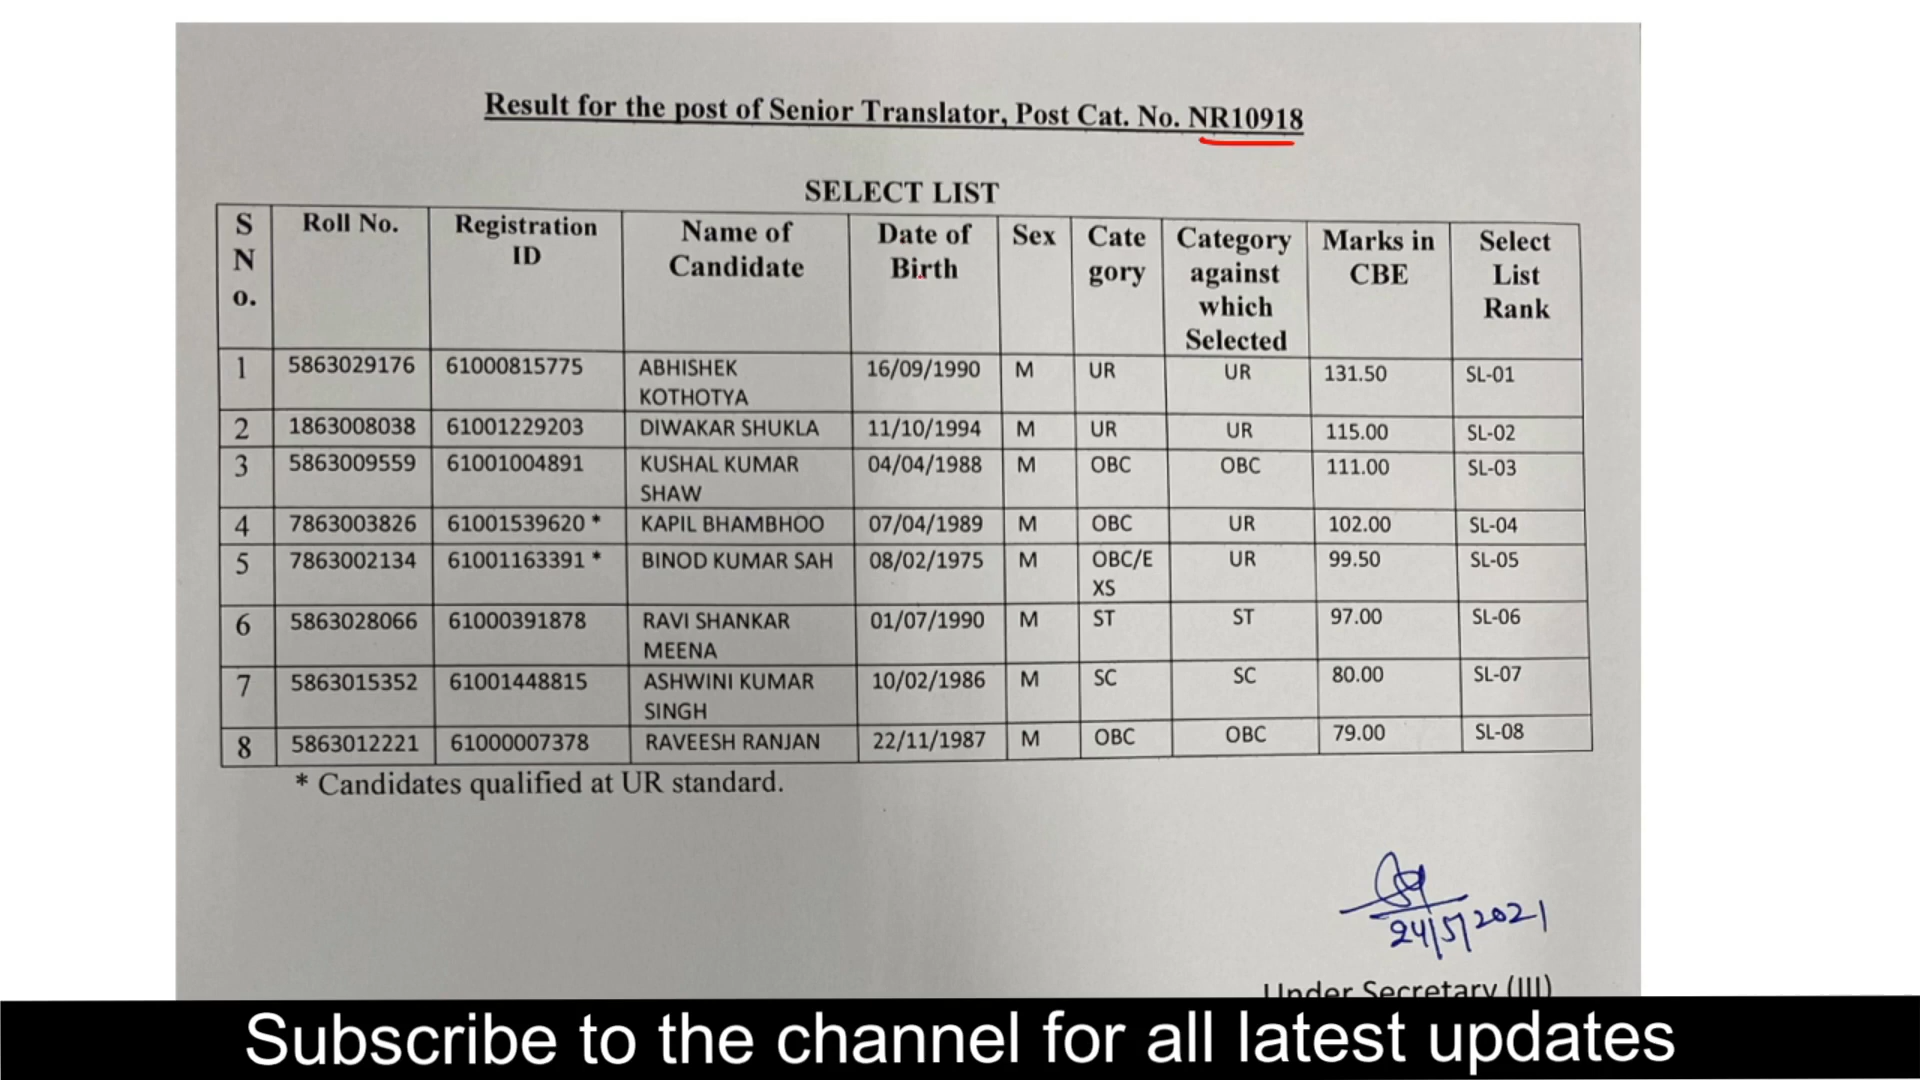 Result for the post of Senior Translator, Post Cat. No. NR10918
SELECT LIST
S No. Roll No. Registration ID Name of Candidate Date of Birth Sex Cate gory Category against which Selected Marks in CBE Select List Rank
1 5863029176 61000815775 ABHISHEK KOTHOTYA 16/09/1990 M UR UR 131.50 SL-01
2 1863008038 61001229203 DIWAKAR SHUKLA 11/10/1994 M UR UR 115.00 SL-02
3 5863009559 61001004891 KUSHAL KUMAR SHAW 04/04/1988 M OBC OBC 111.00 SL-03
4 7863003826 61001539620 * KAPIL BHAMBHOO 07/04/1989 M OBC UR 102.00 SL-04
5 7863002134 61001163391 * BINOD KUMAR SAH 08/02/1975 M OBC/E XS UR 99.50 SL-05
6 5863028066 61000391878 RAVI SHANKAR MEENA 01/07/1990 M ST ST 97.00 SL-06
7 5863015352 61001448815 ASHWINI KUMAR SINGH 10/02/1986 M SC SC 80.00 SL-07
8 5863012221 61000007378 RAVEESH RANJAN 22/11/1987 M OBC OBC 79.00 SL-08
* Candidates qualified at UR standard.
24/5/2021
Under Secretary (III)
Subscribe to the channel for all latest updates